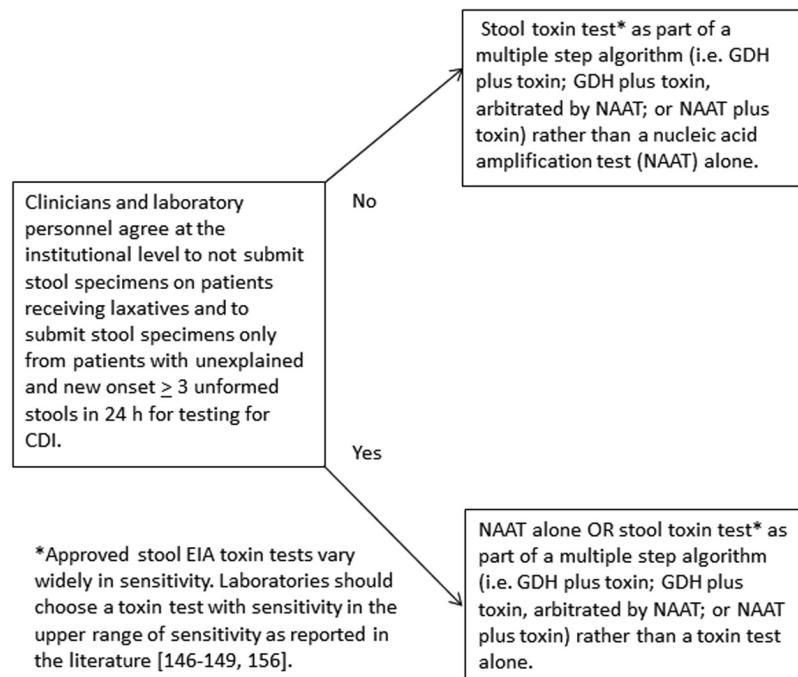 Stool toxin test* as part of a
multiple step algorithm (i.e. GDH
plus toxin; GDH plus toxin,
arbitrated by NAAT; or NAAT plus
toxin) rather than a nucleic acid
amplification test (NAAT) alone.
No
Clinicians and laboratory
personnel agree at the
institutional level to not submit
stool specimens on patients
receiving laxatives and to
submit stool specimens only
from patients with unexplained
and new onset ≥ 3 unformed
stools in 24 h for testing for
CDI.
Yes
NAAT alone OR stool toxin test* as
part of a multiple step algorithm
(i.e. GDH plus toxin; GDH plus
toxin, arbitrated by NAAT; or NAAT
plus toxin) rather than a toxin test
alone.
*Approved stool EIA toxin tests vary
widely in sensitivity. Laboratories should
choose a toxin test with sensitivity in the
upper range of sensitivity as reported in
the literature [146-149, 156].